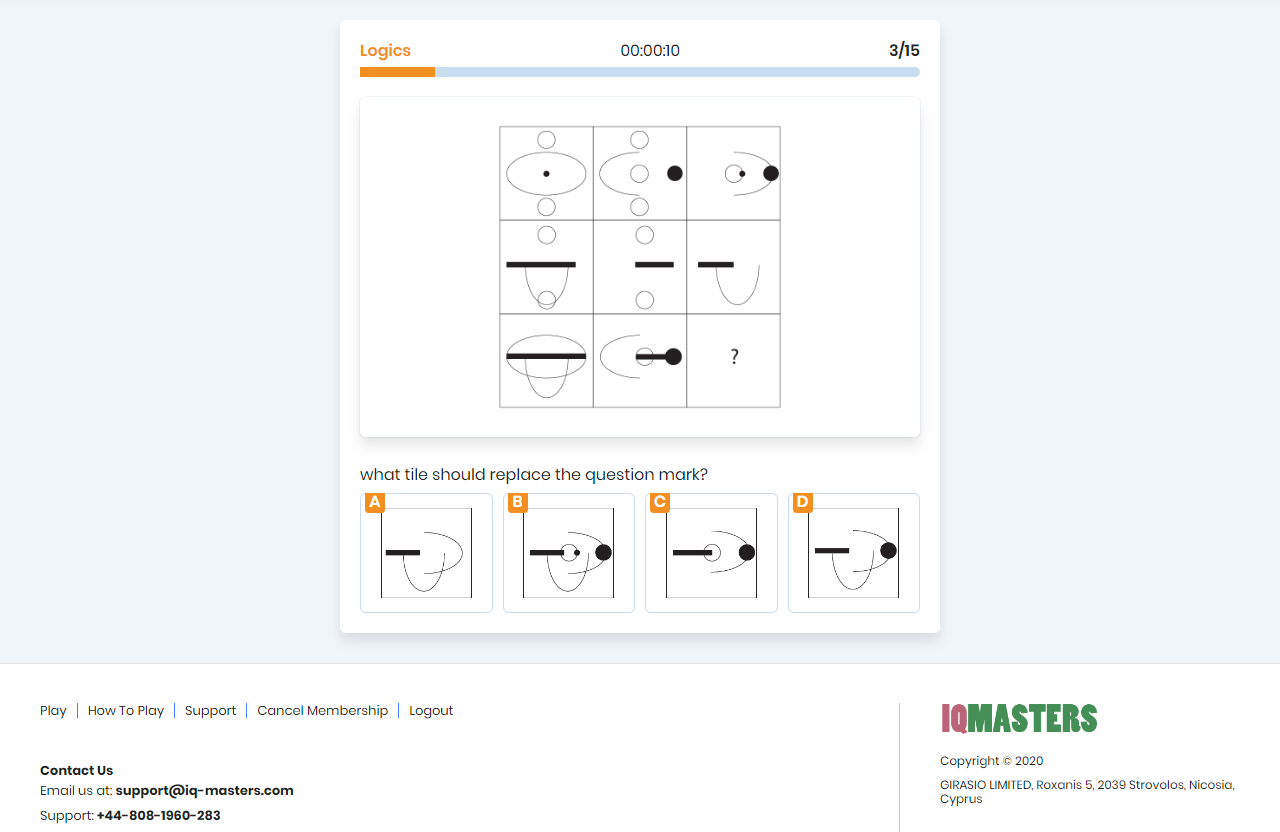 Logics 00:00:10 3/15
?
what tile should replace the question mark?
A B C D
Play How To Play Support Cancel Membership Logout
IQMASTERS
Contact Us
Email us at: support@iq-masters.com
Support: +44-808-1960-283
Copyright © 2020
GIRASIO LIMITED, Roxanis 5, 2039 Strovolos, Nicosia,
Cyprus